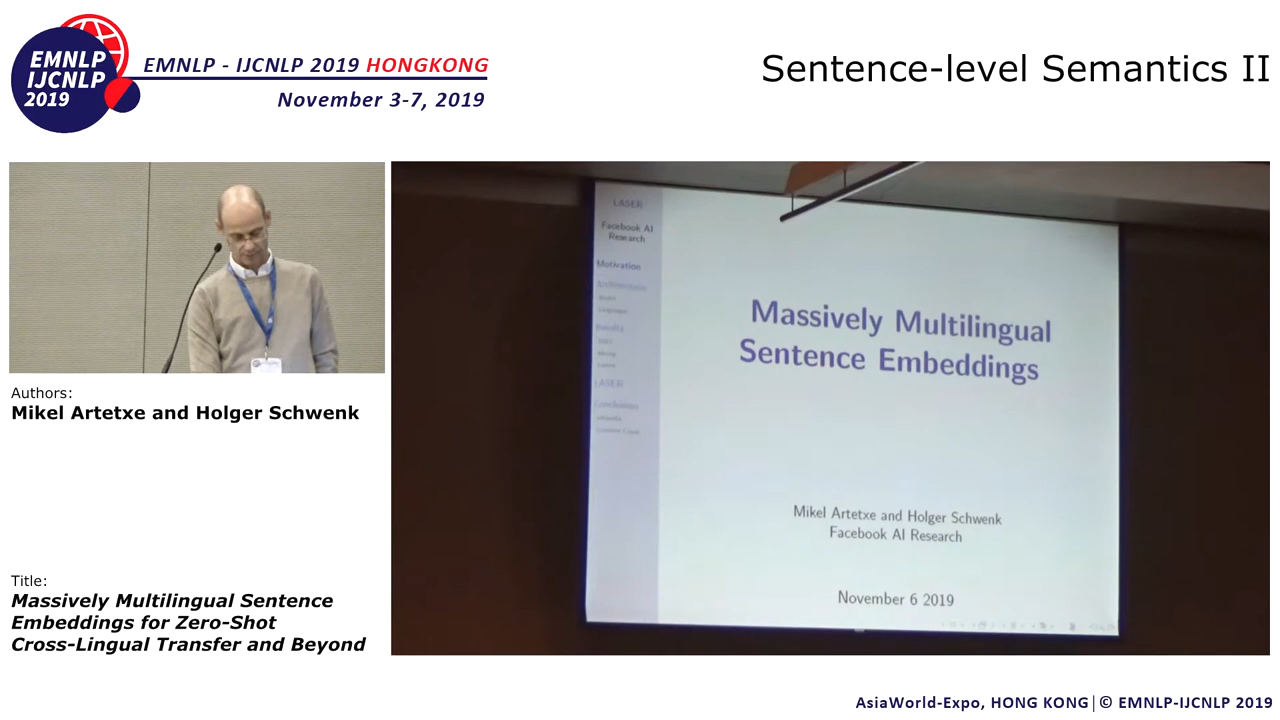 EMNLP
IJCNLP
2019
EMNLP - IJCNLP 2019 HONGKONG
November 3-7, 2019
Sentence-level Semantics II
Authors:
Mikel Artetxe and Holger Schwenk
Title:
Massively Multilingual Sentence
Embeddings for Zero-Shot
Cross-Lingual Transfer and Beyond
LASER
Facebook AI
Research
Motivation
LASER
Massively Multilingual
Sentence Embeddings
Mikel Artetxe and Holger Schwenk
Facebook AI Research
November 6 2019
AsiaWorld-Expo, HONG KONG│© EMNLP-IJCNLP 2019